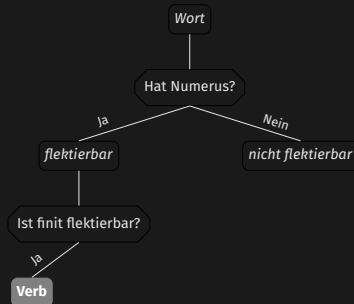 Wort
Hat Numerus?
Ja
Nein
flektierbar
nicht flektierbar
Ist finit flektierbar?
Ja
Verb